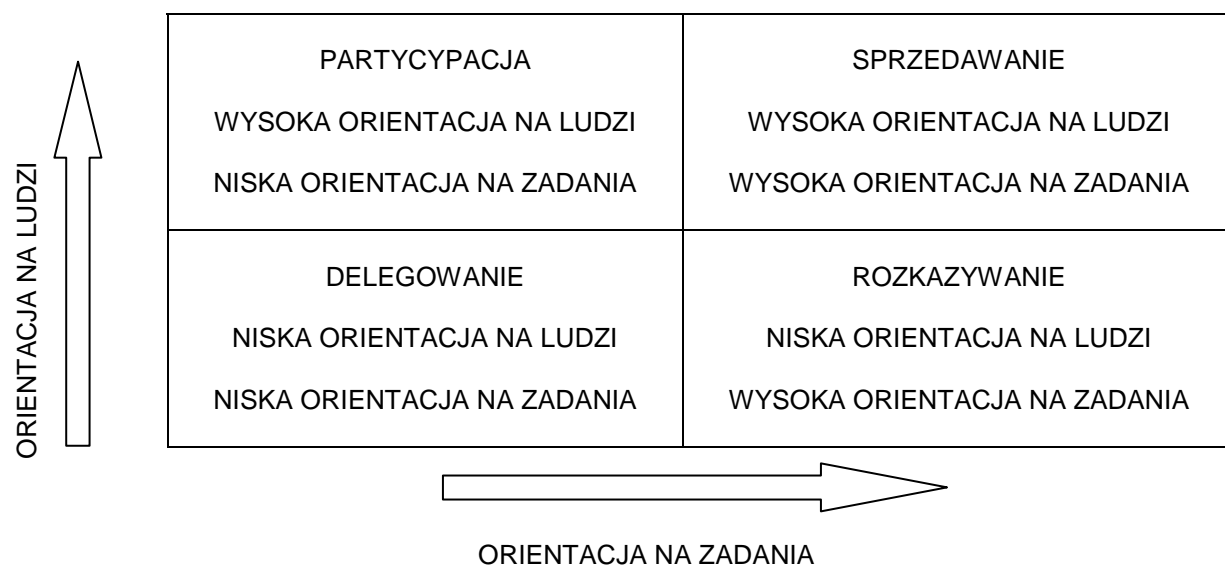 PARTYCYPACJA
WYSOKA ORIENTACJA NA LUDZI
NISKA ORIENTACJA NA ZADANIA
SPRZEDAWANIE
WYSOKA ORIENTACJA NA LUDZI
WYSOKA ORIENTACJA NA ZADANIA
DELEGOWANIE
NISKA ORIENTACJA NA LUDZI
NISKA ORIENTACJA NA ZADANIA
ROZKAZYWANIE
NISKA ORIENTACJA NA LUDZI
WYSOKA ORIENTACJA NA ZADANIA
ORIENTACJA NA LUDZI
ORIENTACJA NA ZADANIA